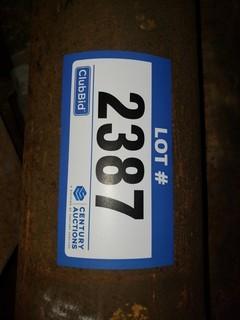 LOT #
2387
ClubBid
CENTURY
AUCTIONS